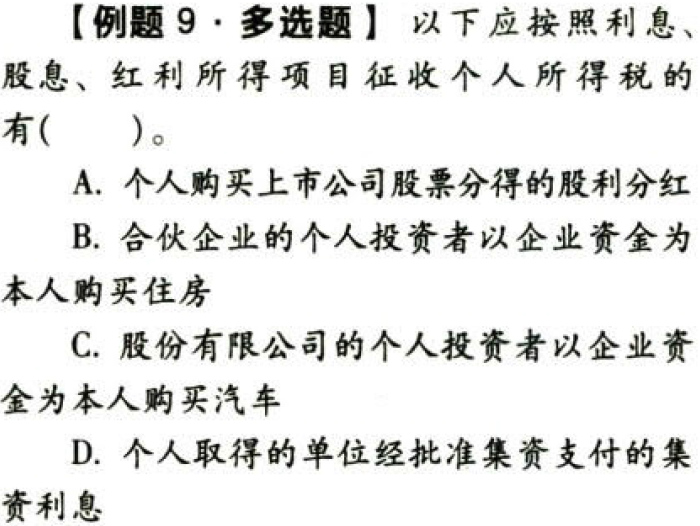 【例题9·多选题】以下应按照利息、
股息、红利所得项目征收个人所得税的
有(　　)。
A. 个人购买上市公司股票分得的股利分红
B. 合伙企业的个人投资者以企业资金为
本人购买住房
C. 股份有限公司的个人投资者以企业资
金为本人购买汽车
D. 个人取得的单位经批准集资支付的集
资利息